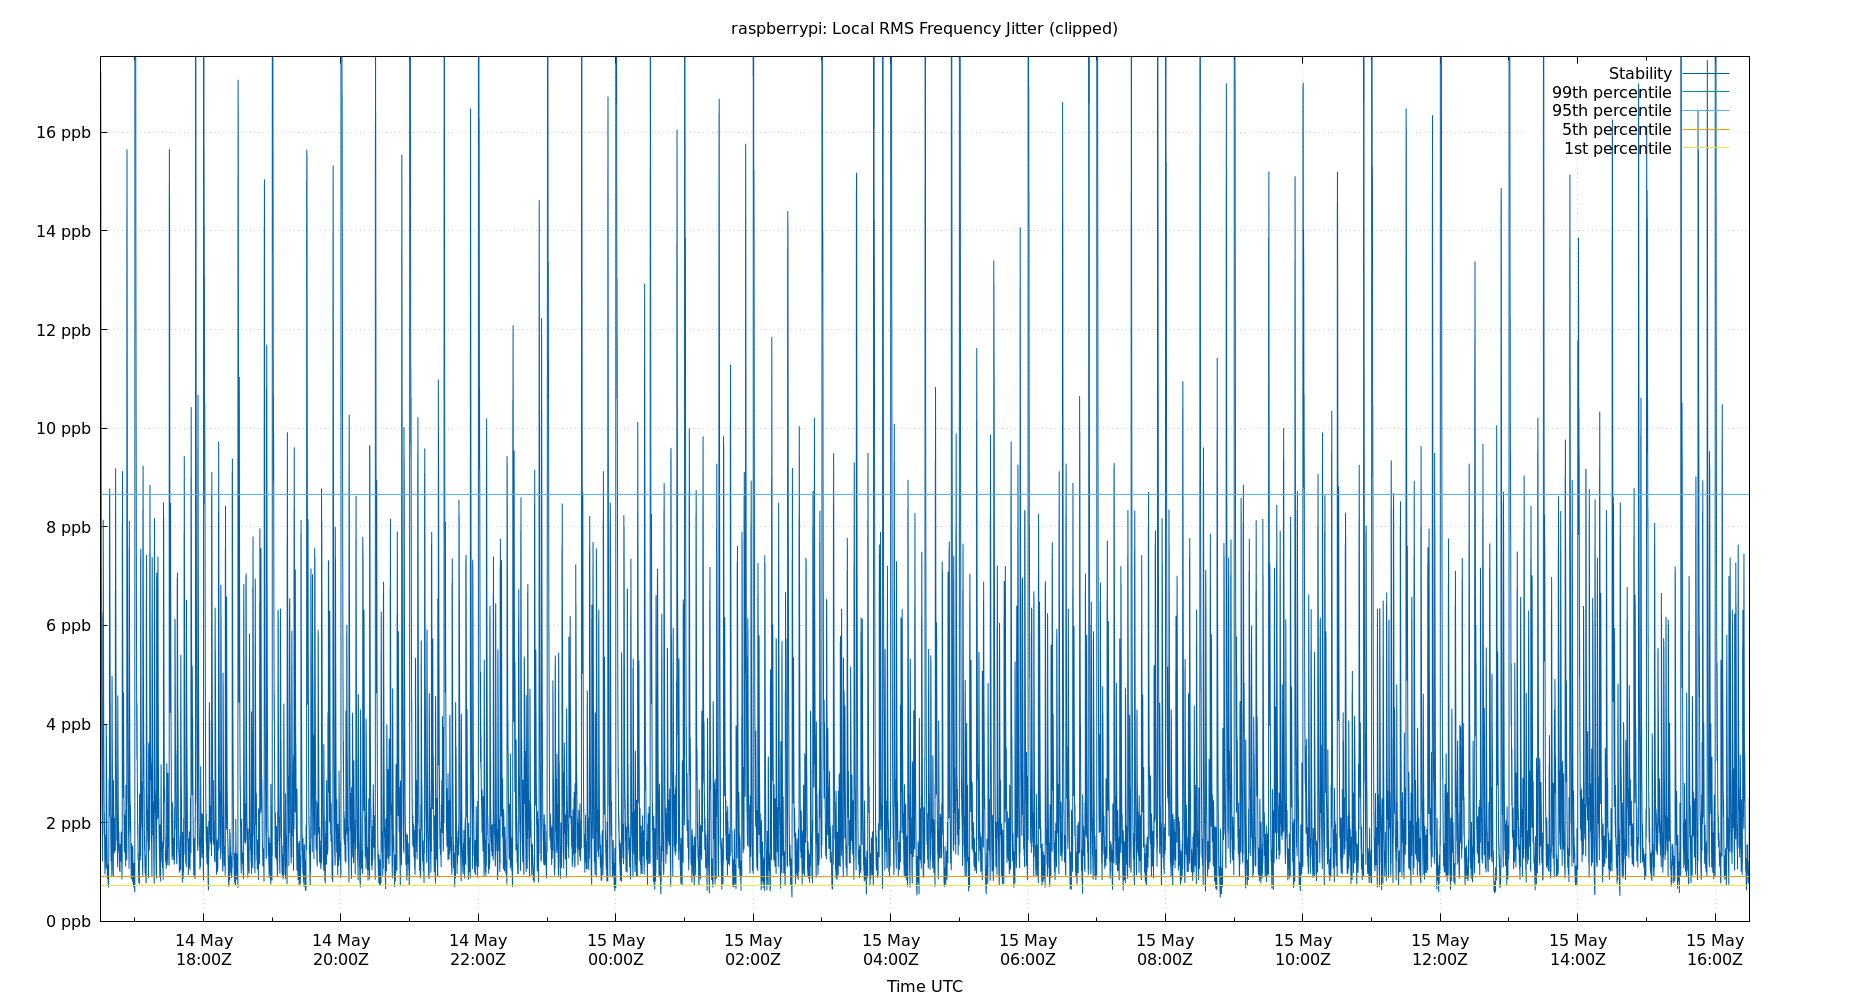 raspberrypi: Local RMS Frequency Jitter (clipped)
Stability
99th percentile
95th percentile
5th percentile
1st percentile
16 ppb
14 ppb
12 ppb
10 ppb
8 ppb
6 ppb
4 ppb
2 ppb
0 ppb
14 May 14 May 14 May 15 May 15 May 15 May 15 May 15 May 15 May 15 May 15 May 15 May
18:00Z 20:00Z 22:00Z 00:00Z 02:00Z 04:00Z 06:00Z 08:00Z 10:00Z 12:00Z 14:00Z 16:00Z
Time UTC